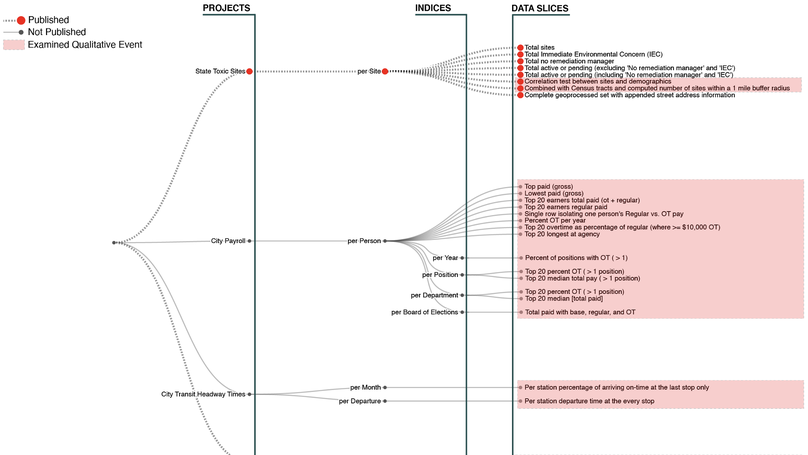 PROJECTS
INDICES
DATA SLICES
Published
Not Published
Examined Qualitative Event
State Toxic Sites
per Site
Total sites
Total Immediate Environmental Concern (IEC)
Total no remediation manager
Total active or pending (excluding 'No remediation manager' and 'IEC')
Total active or pending (including 'No remediation manager' and 'IEC')
Correlation test between sites and demographics
Combined with Census tracts and computed number of sites within a 1 mile buffer radius
Complete geoprocessed set with appended street address information
City Payroll
per Person
Top paid (gross)
Lowest paid (gross)
Top 20 earners total paid (ot + regular)
Top 20 earners regular paid
Single row isolating one person's Regular vs. OT pay
Percent OT per year
Top 20 overtime as percentage of regular (where >= $10,000 OT)
Top 20 longest at agency
per Year
Percent of positions with OT ( > 1)
per Position
Top 20 percent OT ( > 1 position)
Top 20 median total pay ( > 1 position)
per Department
Top 20 percent OT ( > 1 position)
Top 20 median [total paid]
per Board of Elections
Total paid with base, regular, and OT
City Transit Headway Times
per Month
Per station percentage of arriving on-time at the last stop only
per Departure
Per station departure time at the every stop